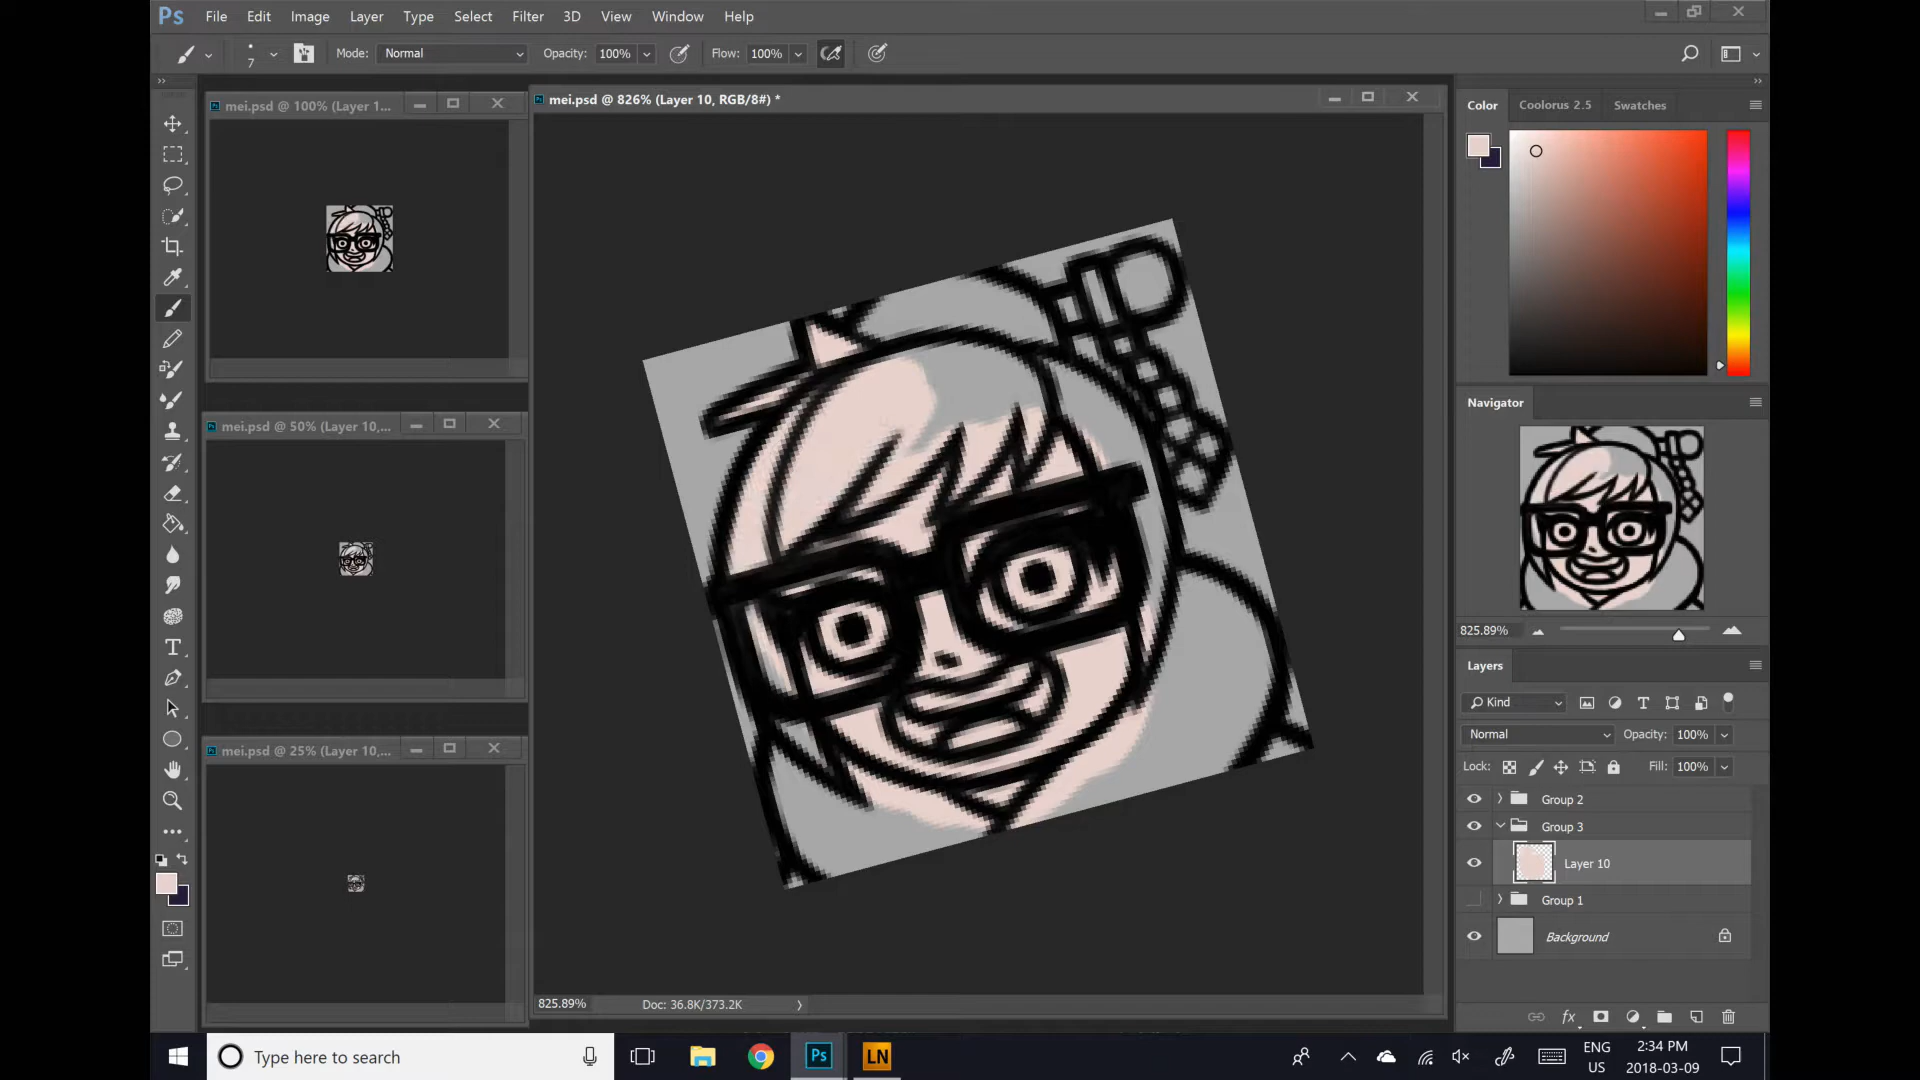 Ps File Edit Image Layer Type Select Filter 3D View Window Help
7 Mode: Normal Opacity: 100% Flow: 100%
mei.psd @ 100% (Layer 1...
mei.psd @ 826% (Layer 10, RGB/8#) *
Color Coolorus 2.5 Swatches
Navigator
mei.psd @ 50% (Layer 10,...
825.89%
Layers
Kind
Normal Opacity: 100%
mei.psd @ 25% (Layer 10,...
Lock: Fill: 100%
Group 2
Group 3
Layer 10
Group 1
Background
825.89% Doc: 36.8K/373.2K
Type here to search
Ps
LN
ENG
US
2:34 PM
2018-03-09